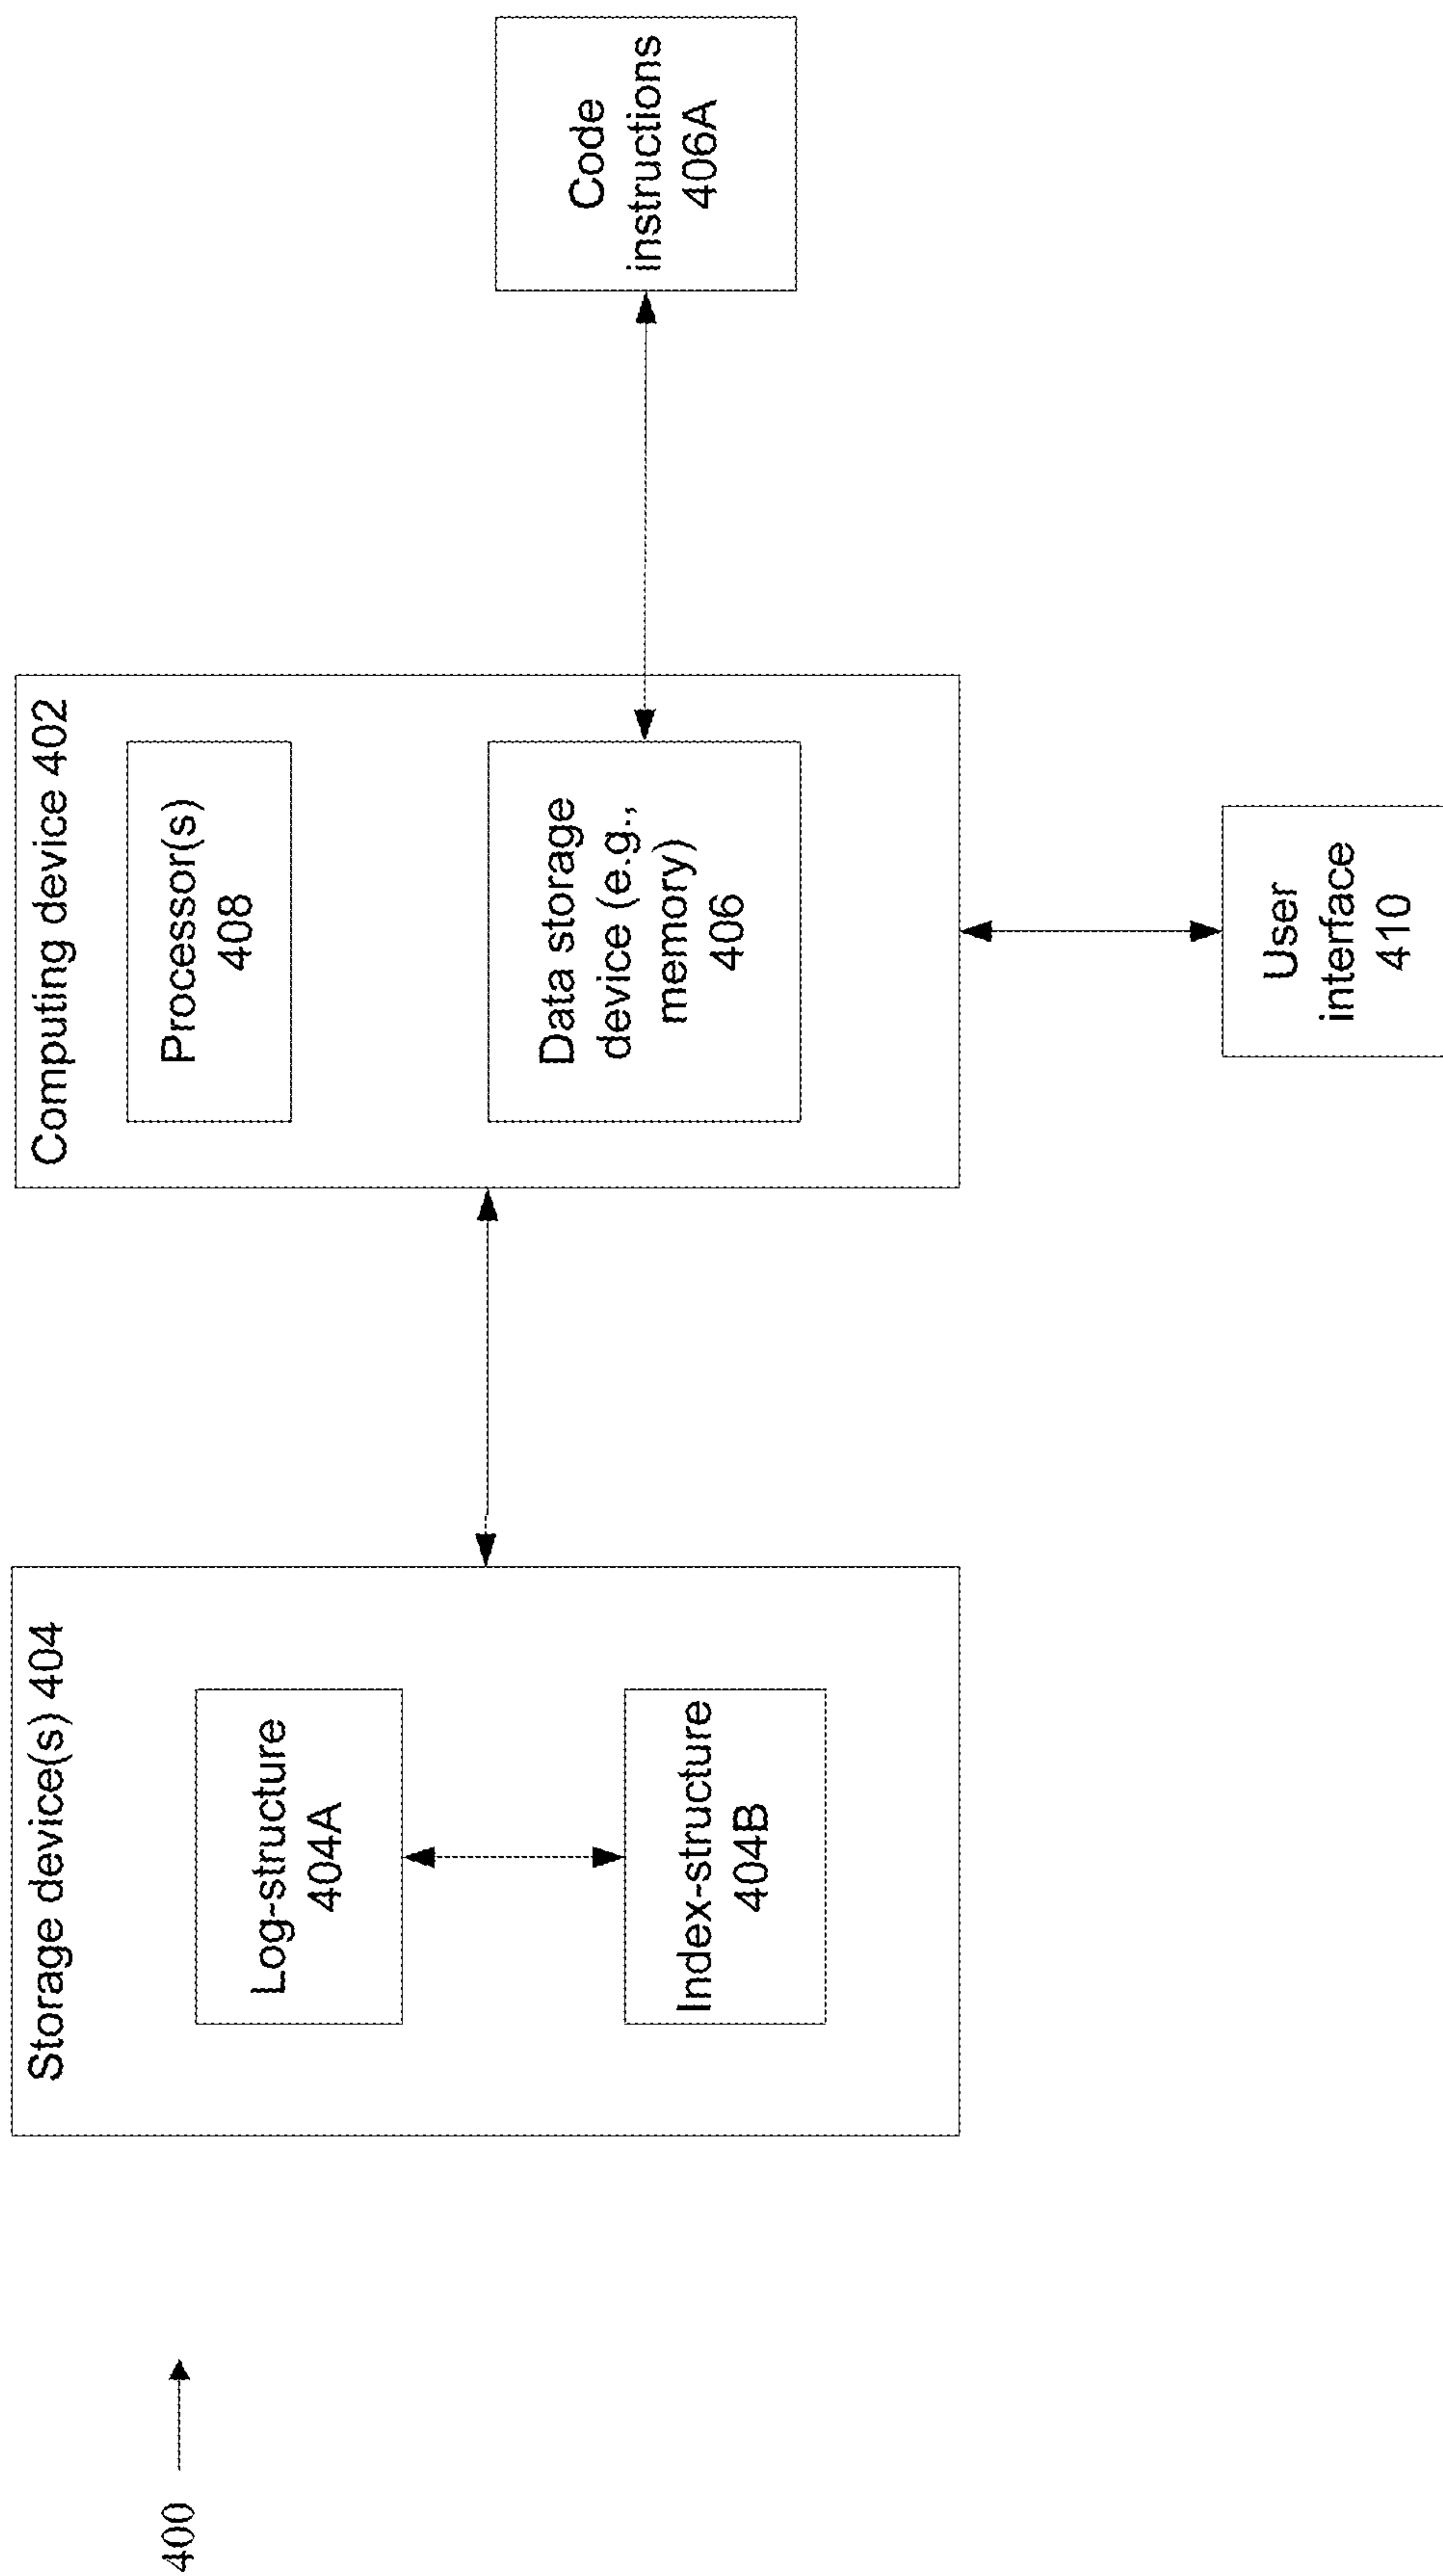 400
Storage device(s) 404
Log-structure
404A
Index-structure
404B
Computing device 402
Processor(s)
408
Data storage
device (e.g.,
memory)
406
User
interface
410
Code
instructions
406A